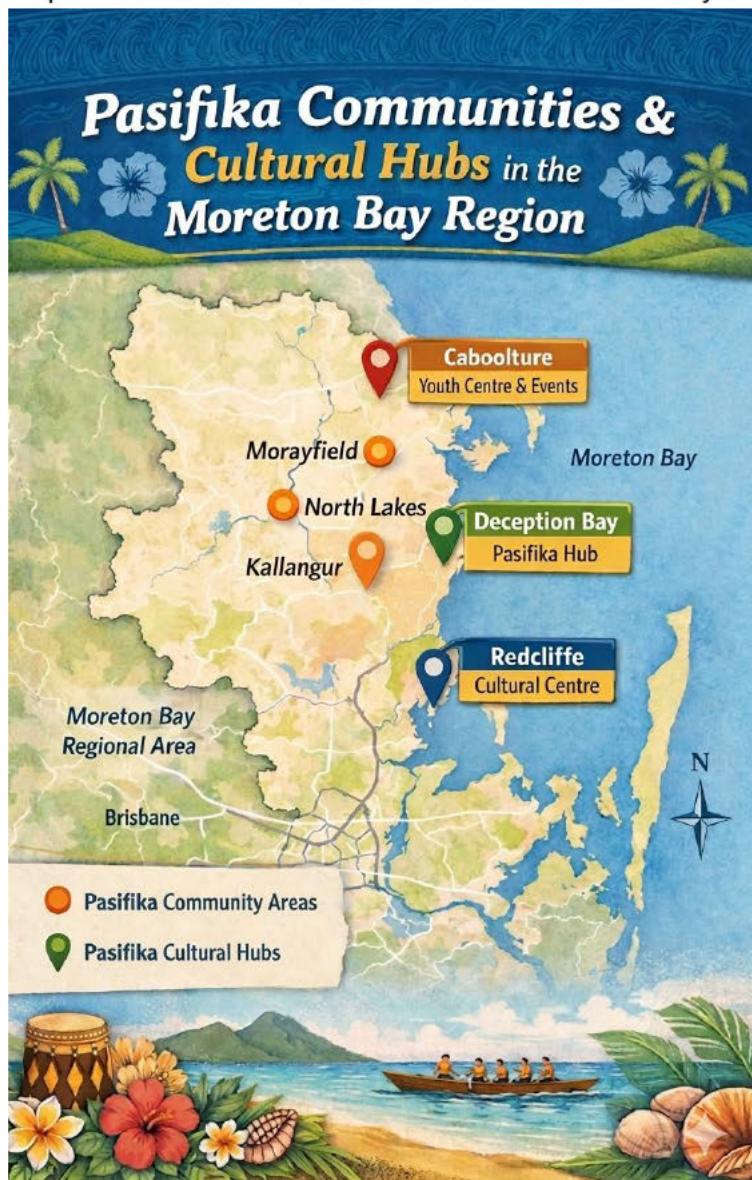 Pasifika Communities &
Cultural Hubs in the
Moreton Bay Region
Caboolture
Youth Centre & Events
Morayfield
Moreton Bay
North Lakes
Deception Bay
Pasifika Hub
Kallangur
Redcliffe
Cultural Centre
Moreton Bay
Regional Area
N
Brisbane
Pasifika Community Areas
Pasifika Cultural Hubs